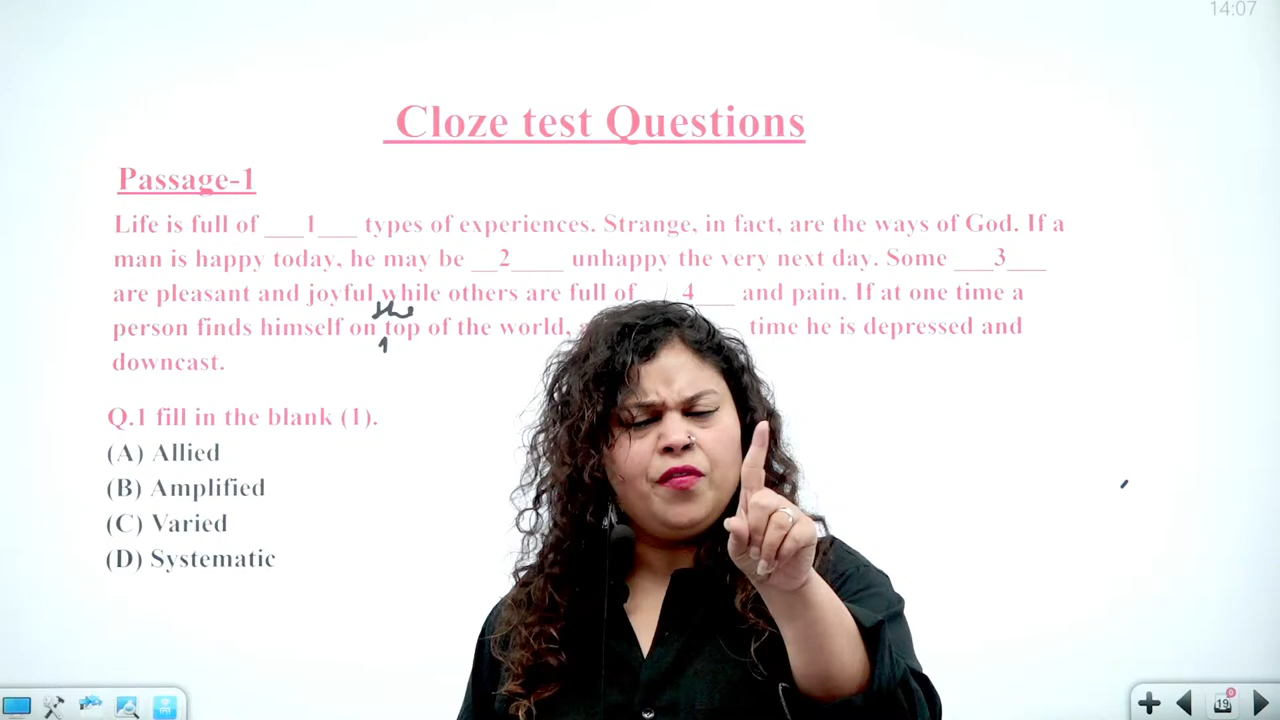 14:07
Cloze test Questions
Passage-1
Life is full of ___1___ types of experiences. Strange, in fact, are the ways of God. If a
man is happy today, he may be __2____ unhappy the very next day. Some ___3___
are pleasant and joyful while others are full of ___4___ and pain. If at one time a
the
person finds himself on top of the world, time he is depressed and
downcast.
Q.1 fill in the blank (1).
(A) Allied
(B) Amplified
(C) Varied
(D) Systematic
19